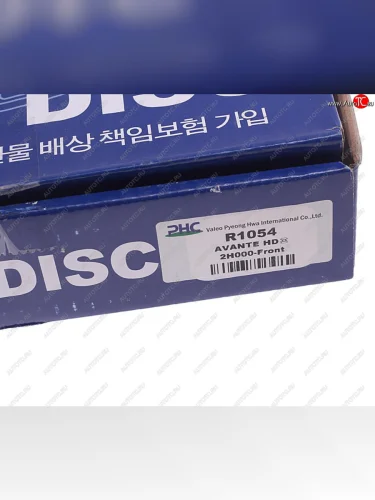 DISC
물 배상 책임보험 가입
DISC
PHC Valeo Pyeong Hwa International Co.,Ltd.
R1054
AVANTE HD
2H000-Front